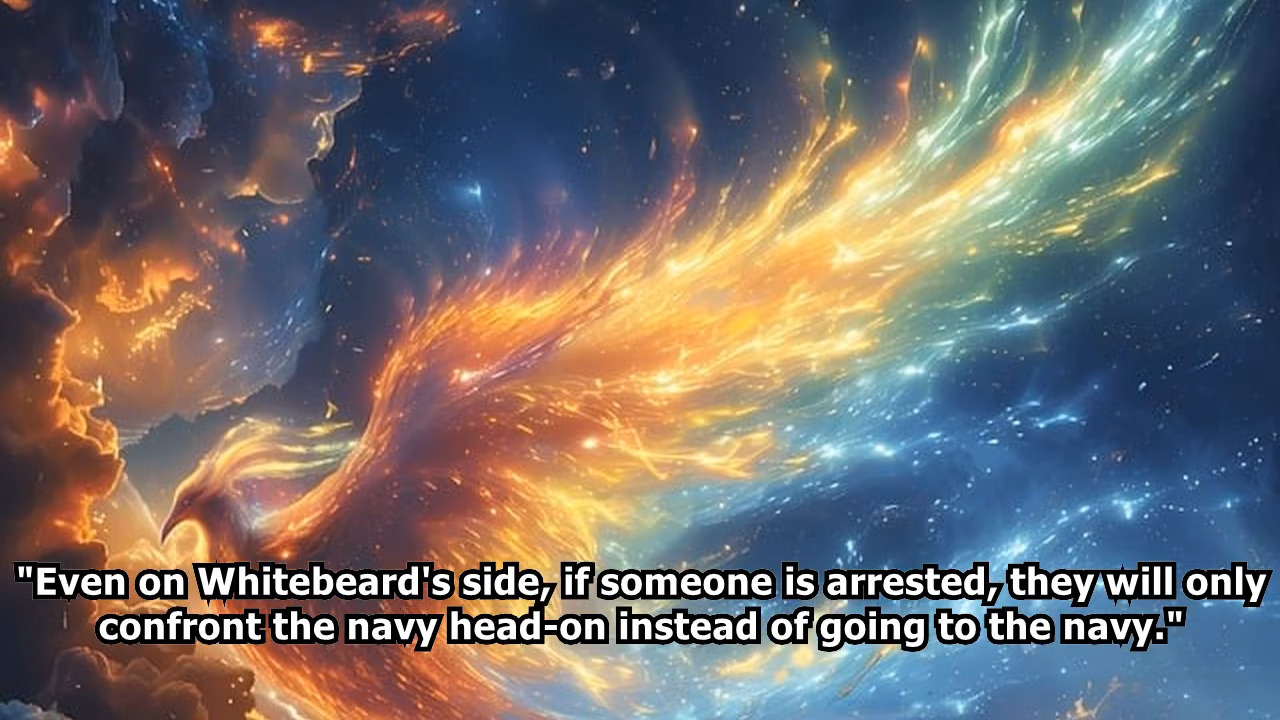 "Even on Whitebeard's side, if someone is arrested, they will only
confront the navy head-on instead of going to the navy."